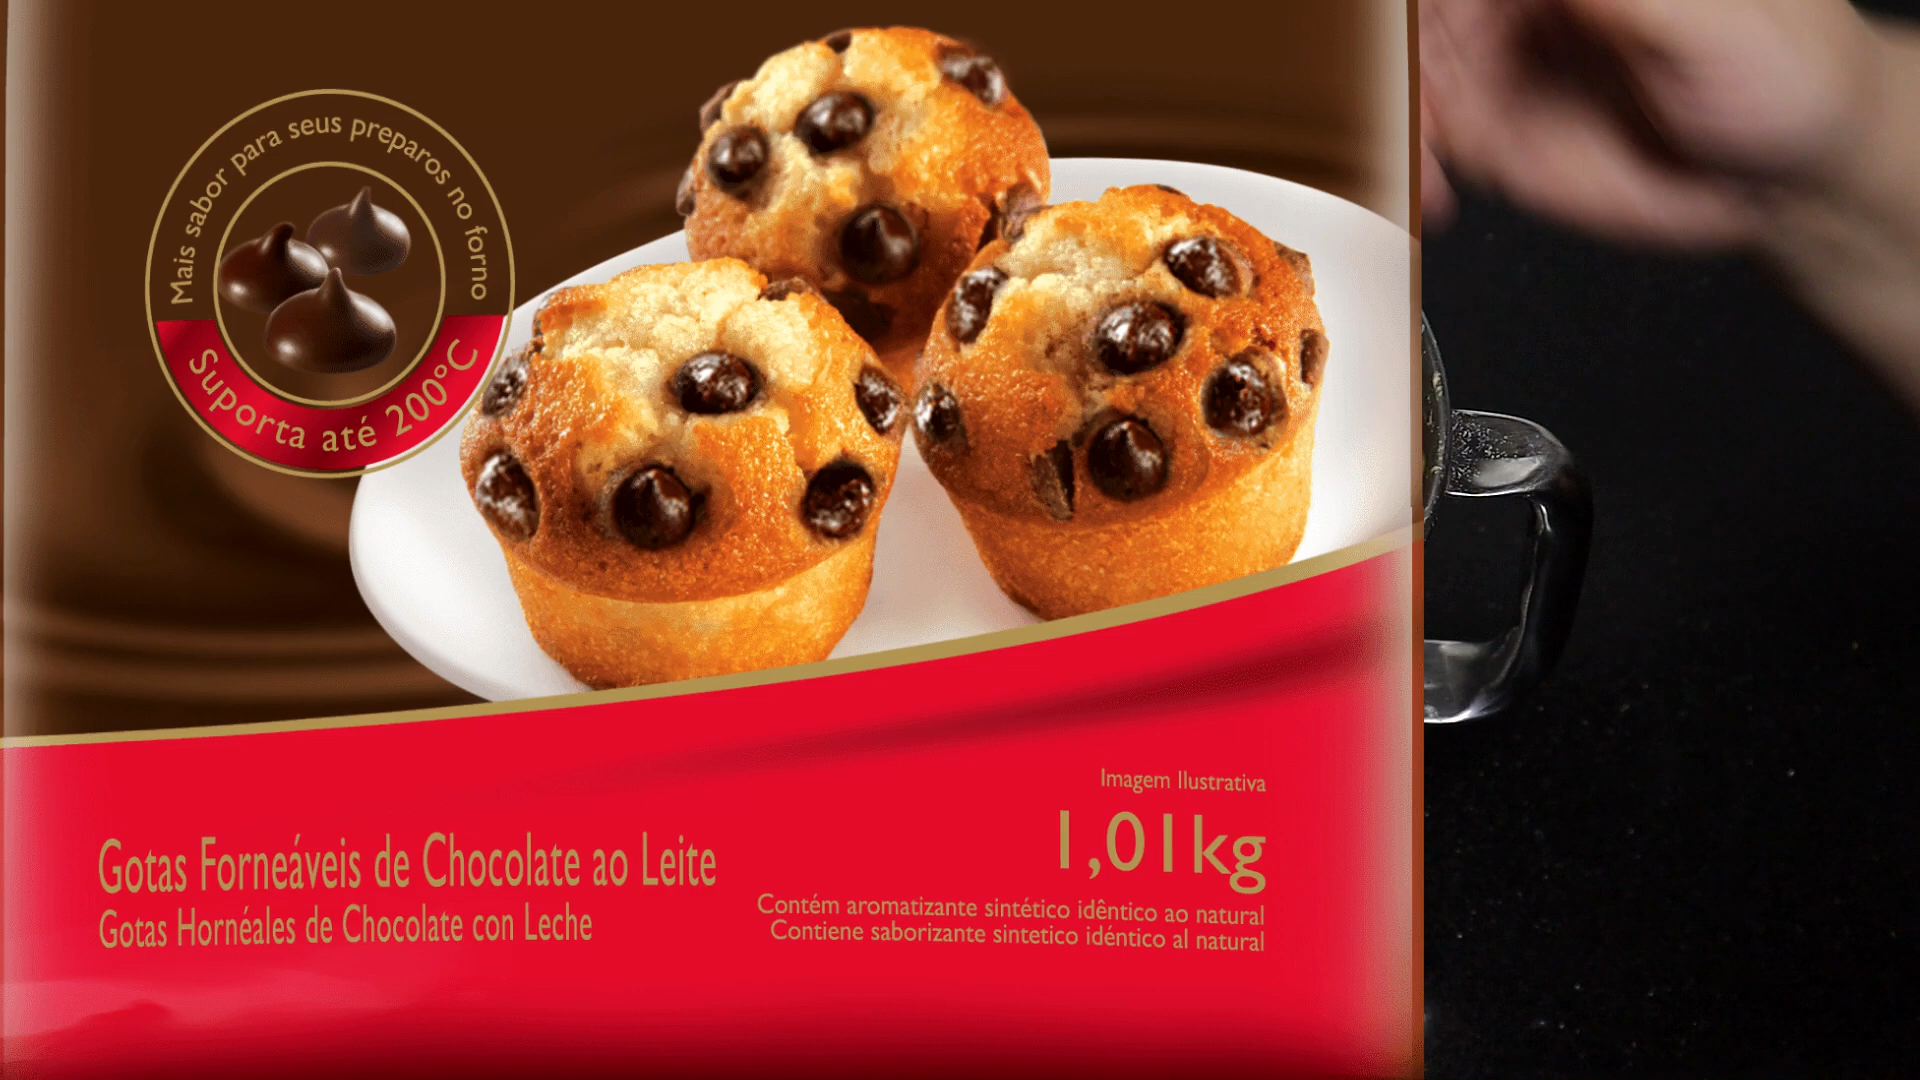 Mais sabor para seus preparos no forno
Suporta até 200°C
Imagem Ilustrativa
1,01kg
Gotas Forneáveis de Chocolate ao Leite
Gotas Hornéales de Chocolate con Leche
Contém aromatizante sintético idêntico ao natural
Contiene saborizante sintetico idéntico al natural